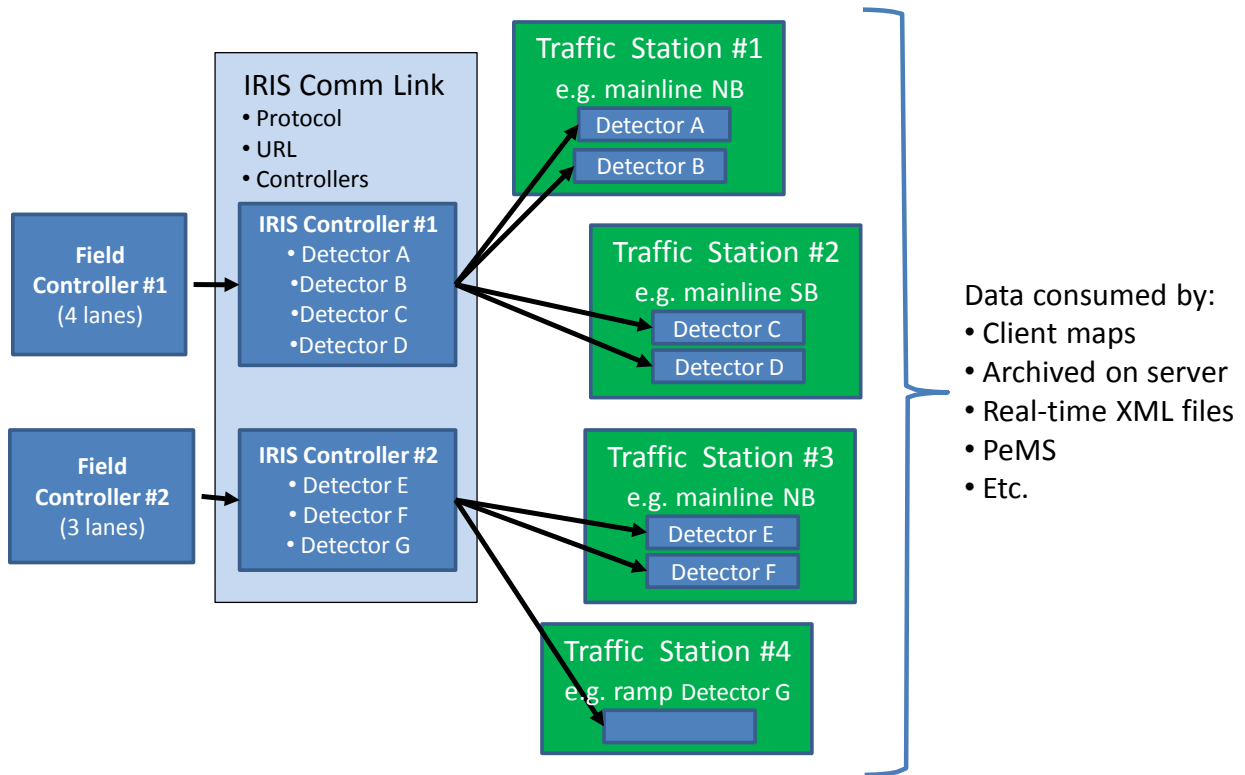 Field
Controller #1
(4 lanes)
Field
Controller #2
(3 lanes)
IRIS Comm Link
• Protocol
• URL
• Controllers
IRIS Controller #1
• Detector A
•Detector B
•Detector C
•Detector D
IRIS Controller #2
• Detector E
• Detector F
• Detector G
Traffic Station #1
e.g. mainline NB
Detector A
Detector B
Traffic Station #2
e.g. mainline SB
Detector C
Detector D
Traffic Station #3
e.g. mainline NB
Detector E
Detector F
Traffic Station #4
e.g. ramp Detector G
Data consumed by:
• Client maps
• Archived on server
• Real-time XML files
• PeMS
• Etc.